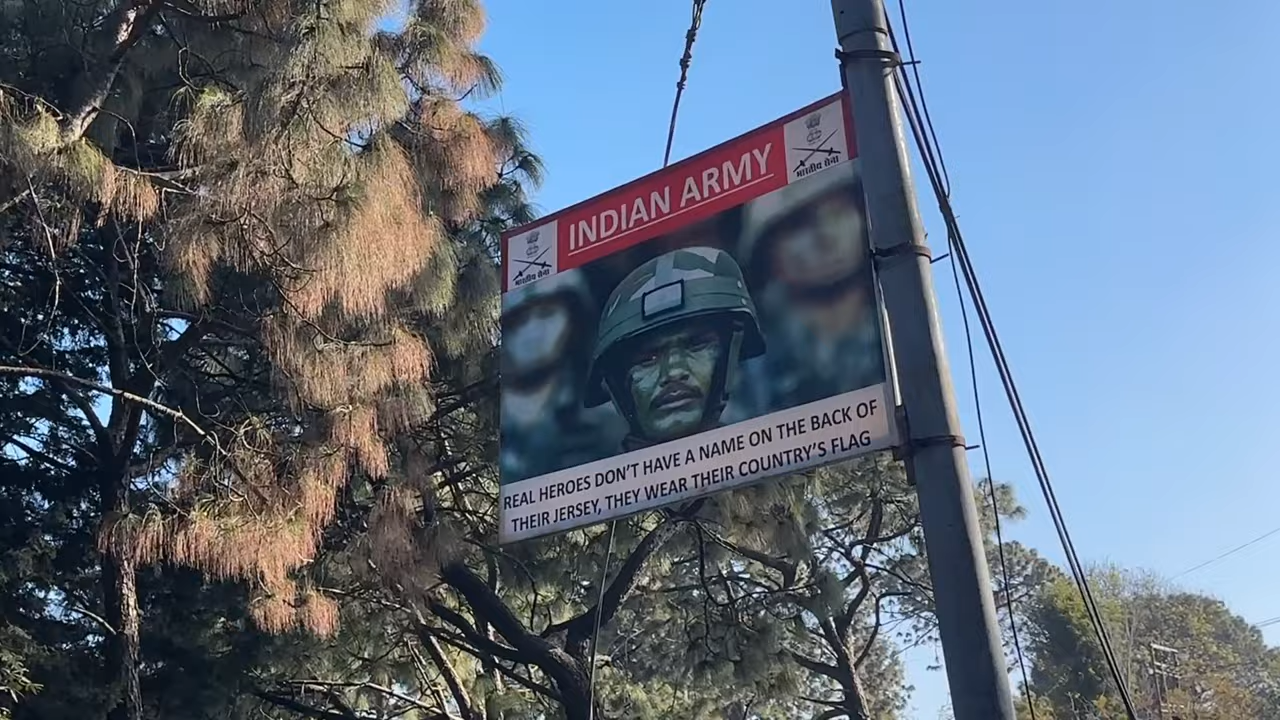 INDIAN ARMY
भारतीय सेना
भारतीय सेना
REAL HEROES DON'T HAVE A NAME ON THE BACK OF
THEIR JERSEY, THEY WEAR THEIR COUNTRY'S FLAG